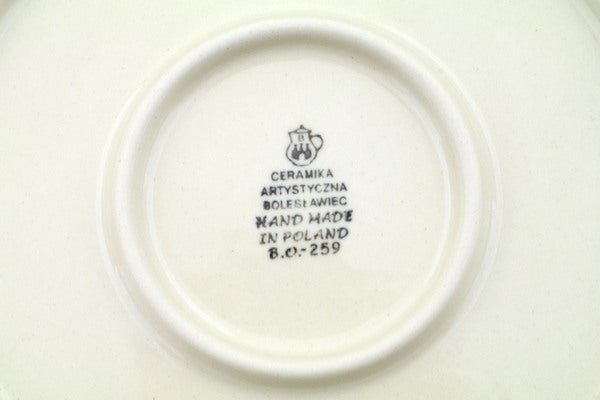 B
CERAMIKA
ARTYSTYCZNA
BOLESŁAWIEC
HAND MADE
IN POLAND
B.O.-259